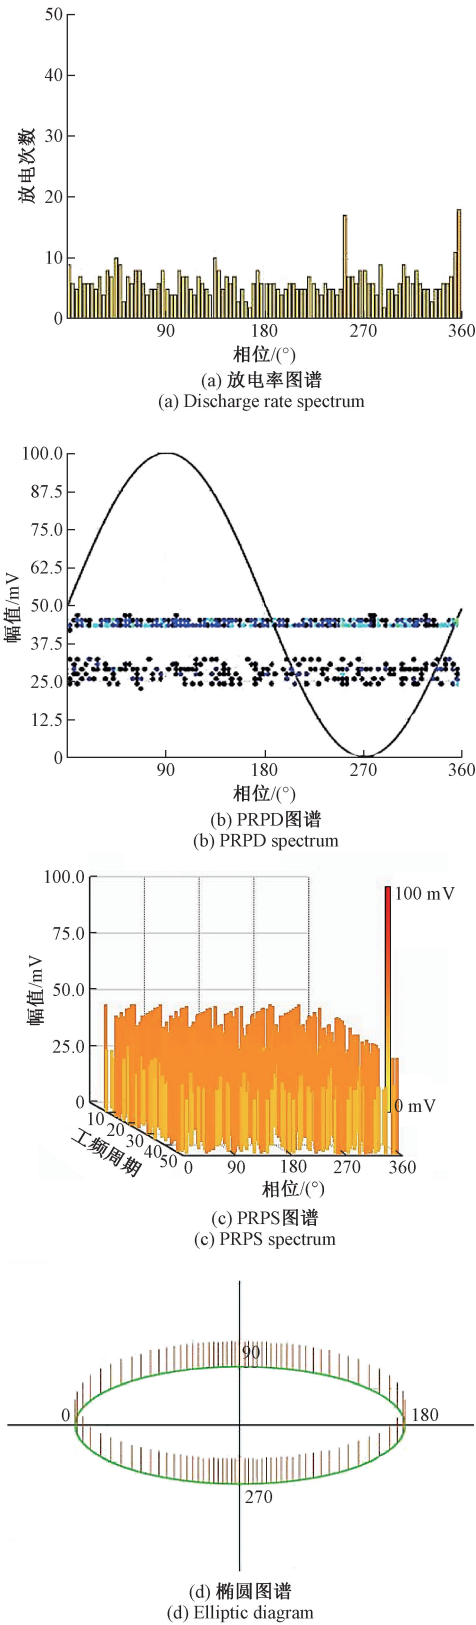 50
40
30
20
10
0
放电次数
90 180 270 360
相位/(°)
(a) 放电率图谱
(a) Discharge rate spectrum
100.0
87.5
75.0
62.5
50.0
37.5
25.0
12.5
0
幅值/mV
90 180 270 360
相位/(°)
(b) PRPD图谱
(b) PRPD spectrum
100.0
75.0
50.0
25.0
0
幅值/mV
100 mV
0 mV
10 20 30 40 50
工频周期
0 90 180 270 360
相位/(°)
(c) PRPS图谱
(c) PRPS spectrum
90
0 180
270
(d) 椭圆图谱
(d) Elliptic diagram